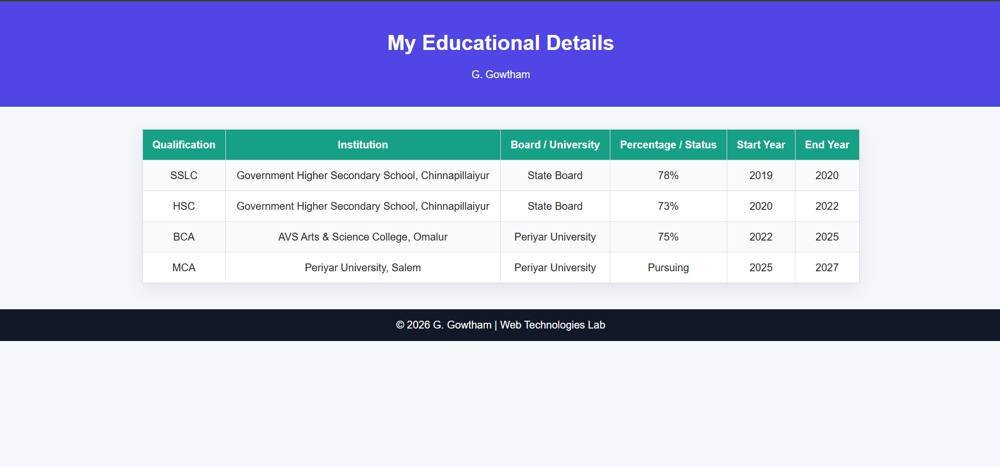 My Educational Details
G. Gowtham
Qualification Institution Board / University Percentage / Status Start Year End Year
SSLC Government Higher Secondary School, Chinnapillaiyur State Board 78% 2019 2020
HSC Government Higher Secondary School, Chinnapillaiyur State Board 73% 2020 2022
BCA AVS Arts & Science College, Omalur Periyar University 75% 2022 2025
MCA Periyar University, Salem Periyar University Pursuing 2025 2027
© 2026 G. Gowtham | Web Technologies Lab